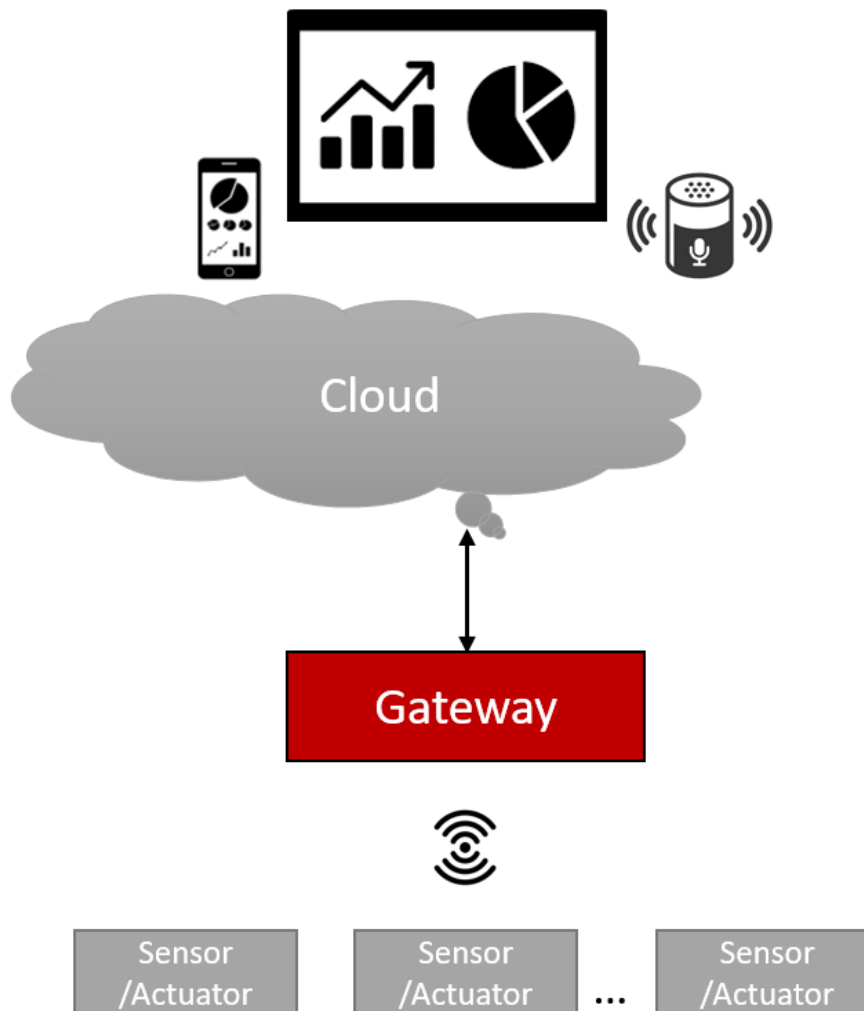 Cloud
Gateway
Sensor
/Actuator
Sensor
/Actuator
...
Sensor
/Actuator